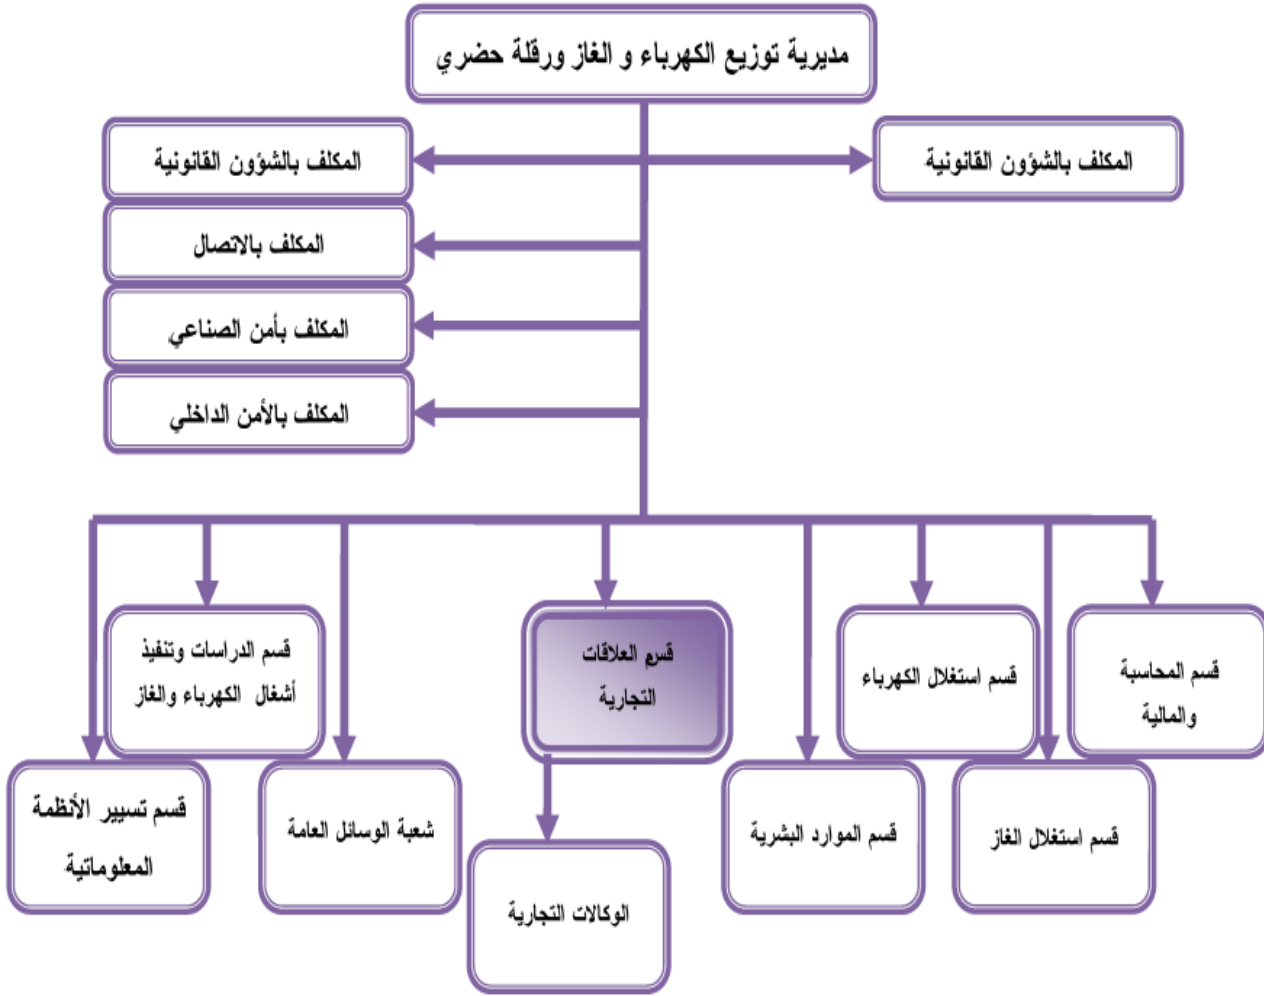 مديرية توزيع الكهرباء و الغاز ورقلة حضري
المكلف بالشؤون القانونية
المكلف بالشؤون القانونية
المكلف بالاتصال
المكلف بأمن الصناعي
المكلف بالأمن الداخلي
قسم المحاسبة
والمالية
قسم استغلال الكهرباء
قسم العلاقات
التجارية
قسم الدراسات وتنفيذ
أشغال الكهرباء والغاز
قسم استغلال الغاز
قسم الموارد البشرية
الوكالات التجارية
شعبة الوسائل العامة
قسم تسيير الأنظمة
المعلوماتية